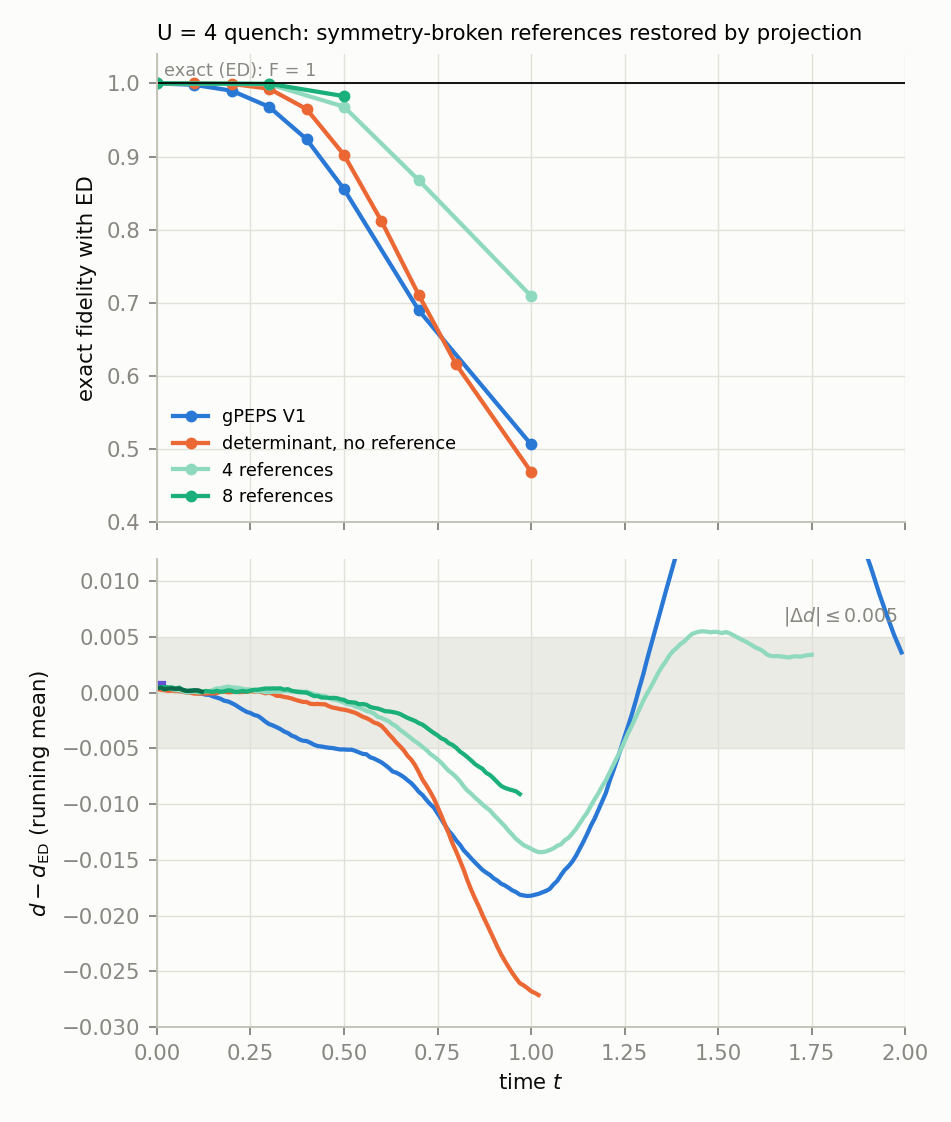 U = 4 quench: symmetry-broken references restored by projection
exact (ED): F = 1
1.0
0.9
0.8
0.7
0.6
0.5
0.4
exact fidelity with ED
gPEPS V1
determinant, no reference
4 references
8 references
0.010
0.005
0.000
−0.005
−0.010
−0.015
−0.020
−0.025
−0.030
d − d_ED (running mean)
|Δd| ≤ 0.005
0.00 0.25 0.50 0.75 1.00 1.25 1.50 1.75 2.00
time t